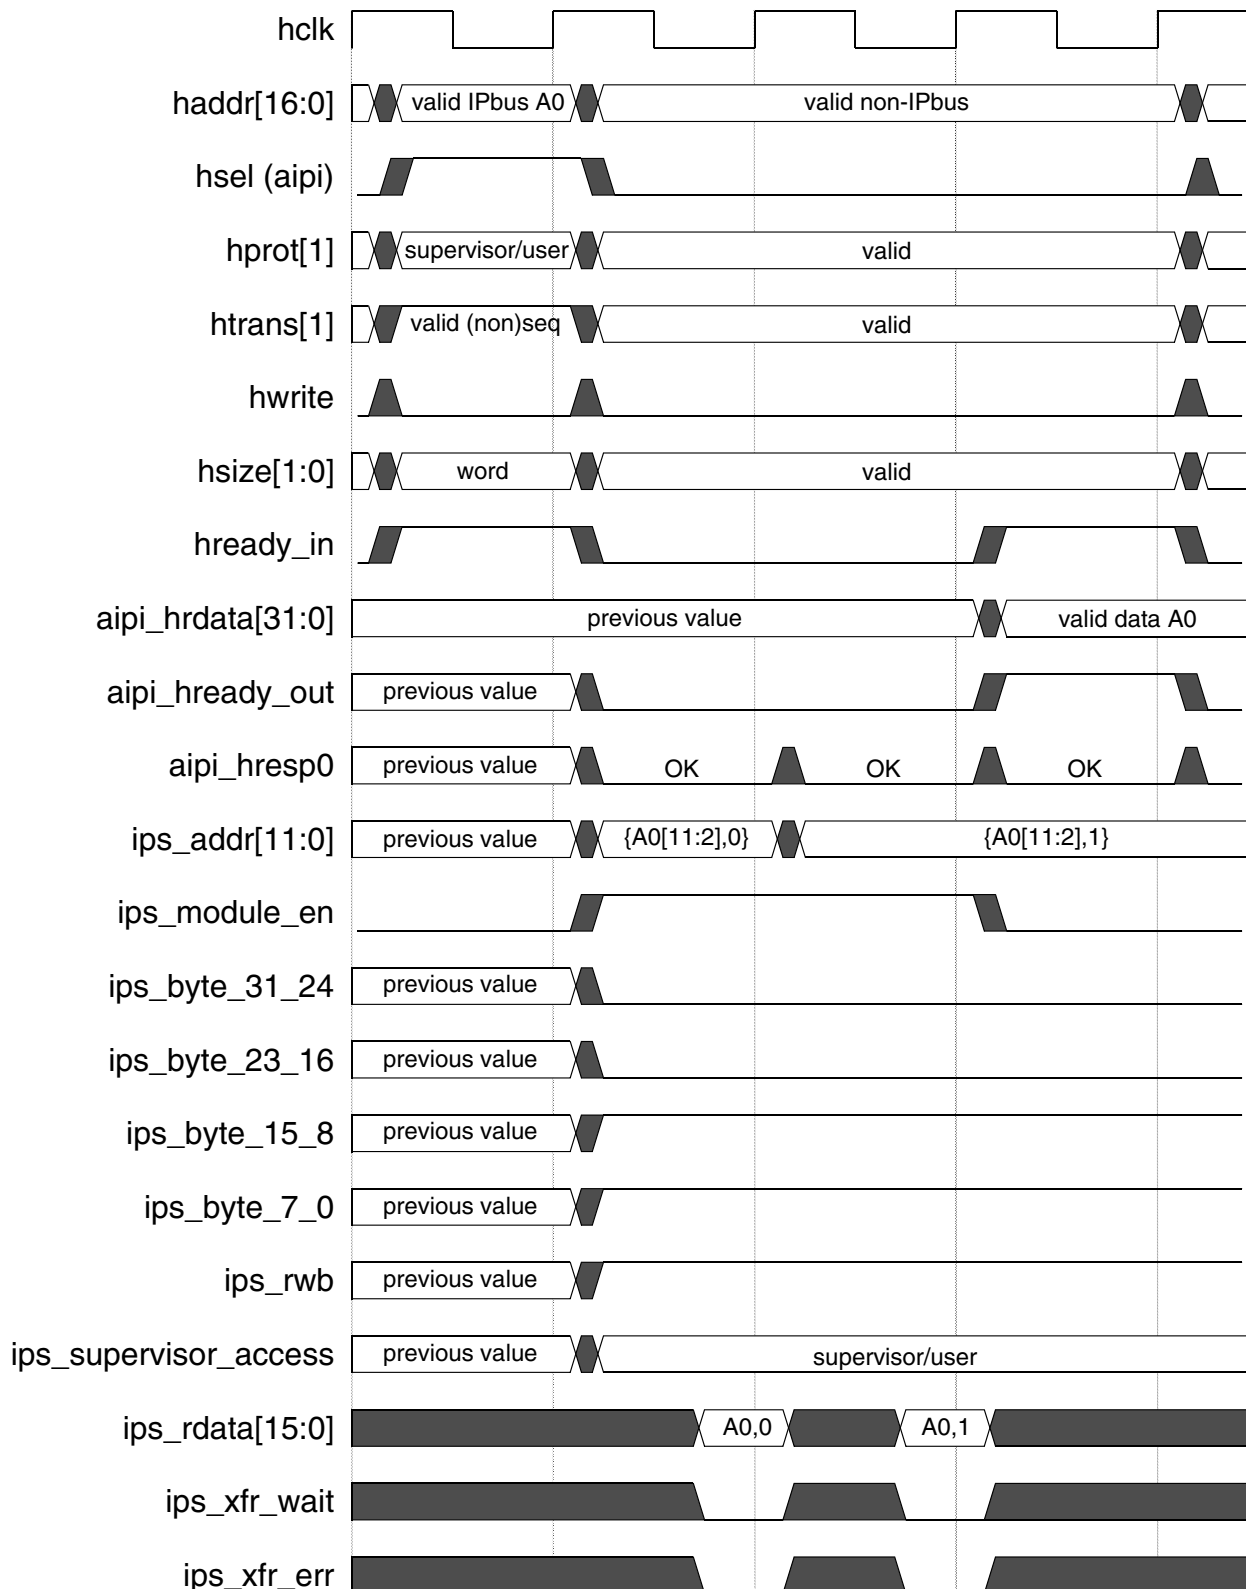 hclk
haddr[16:0] valid IPbus A0 valid non-IPbus
hsel (aipi)
hprot[1] supervisor/user valid
htrans[1] valid (non)seq valid
hwrite
hsize[1:0] word valid
hready_in
aipi_hrdata[31:0] previous value valid data A0
aipi_hready_out previous value
aipi_hresp0 previous value OK OK OK
ips_addr[11:0] previous value {A0[11:2],0} {A0[11:2],1}
ips_module_en
ips_byte_31_24 previous value
ips_byte_23_16 previous value
ips_byte_15_8 previous value
ips_byte_7_0 previous value
ips_rwb previous value
ips_supervisor_access previous value supervisor/user
ips_rdata[15:0] A0,0 A0,1
ips_xfr_wait
ips_xfr_err